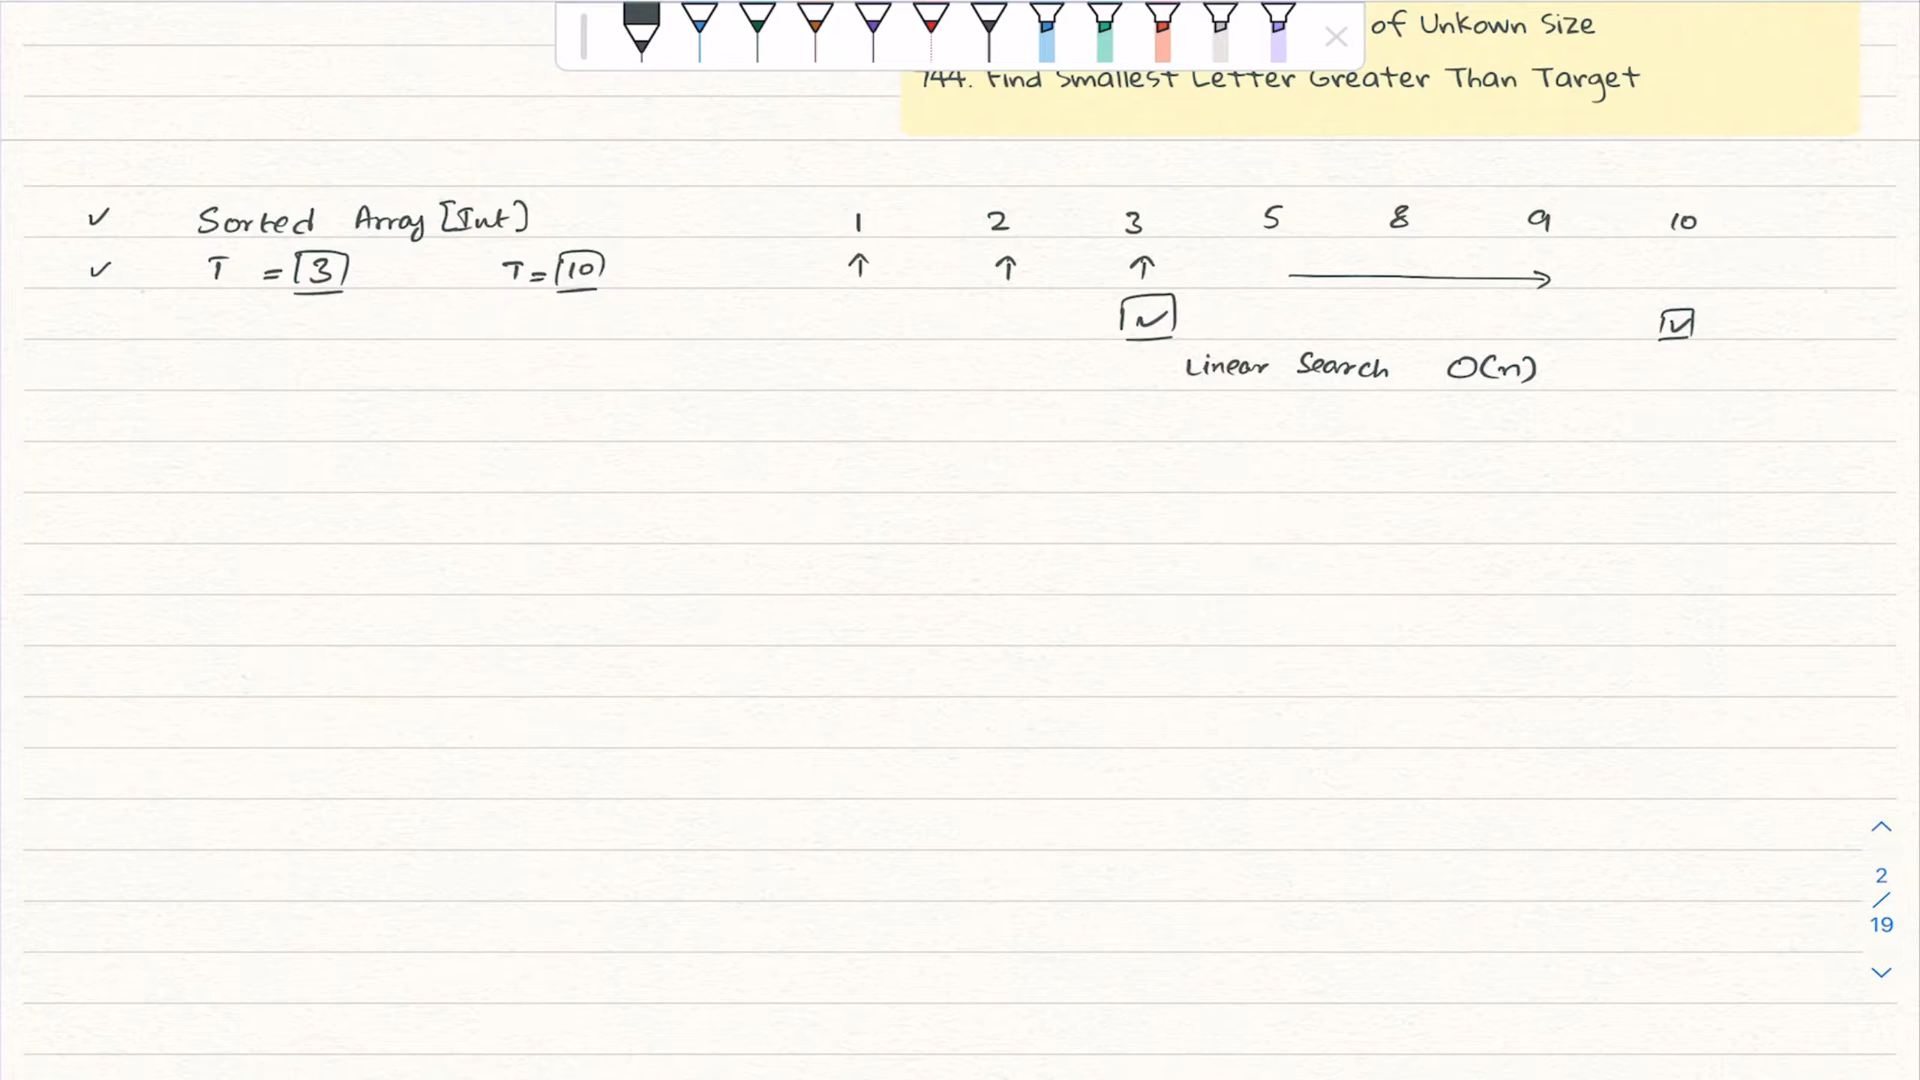 of Unkown Size
744. Find Smallest Letter Greater Than Target
✓ Sorted Array [Int] 1 2 3 5 8 9 10
✓ T = 3 T = 10 ↑ ↑ ↑ →
✓ ✓
Linear Search O(n)
2
/
19